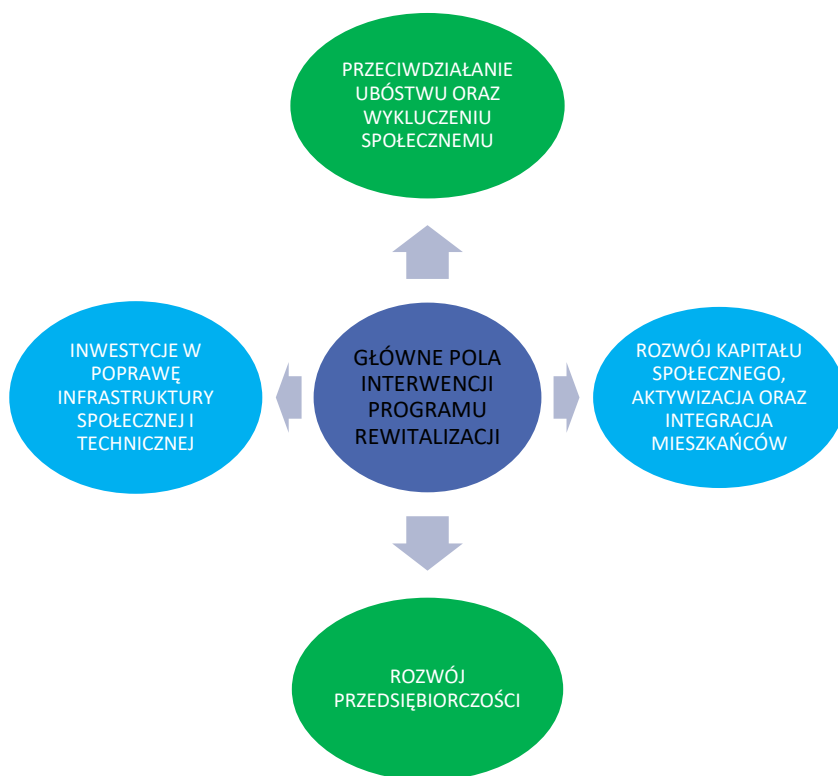 PRZECIWDZIAŁANIE
UBÓSTWU ORAZ
WYKLUCZENIU
SPOŁECZNEMU
INWESTYCJE W
POPRAWĘ
INFRASTRUKTURY
SPOŁECZNEJ I
TECHNICZNEJ
GŁÓWNE POLA
INTERWENCJI
PROGRAMU
REWITALIZACJI
ROZWÓJ KAPITAŁU
SPOŁECZNEGO,
AKTYWIZACJA ORAZ
INTEGRACJA
MIESZKAŃCÓW
ROZWÓJ
PRZEDSIĘBIORCZOŚCI